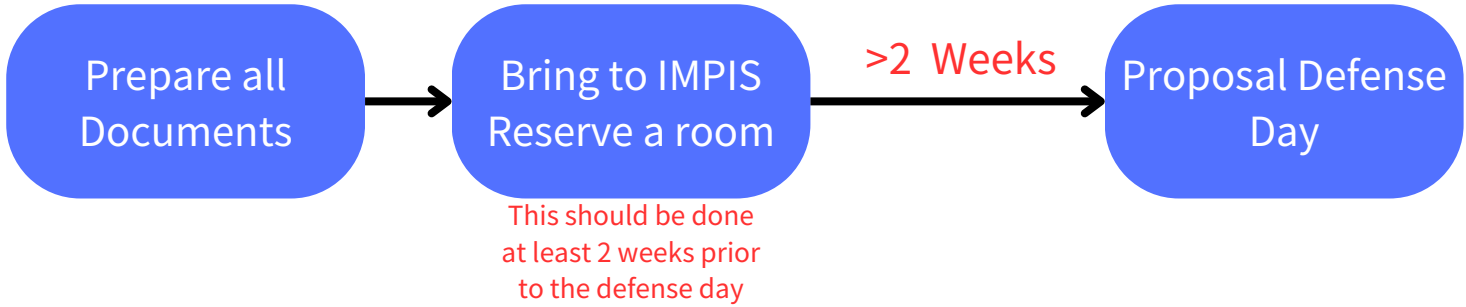 Prepare all
Documents
Bring to IMPIS
Reserve a room
>2 Weeks
Proposal Defense
Day
This should be done
at least 2 weeks prior
to the defense day